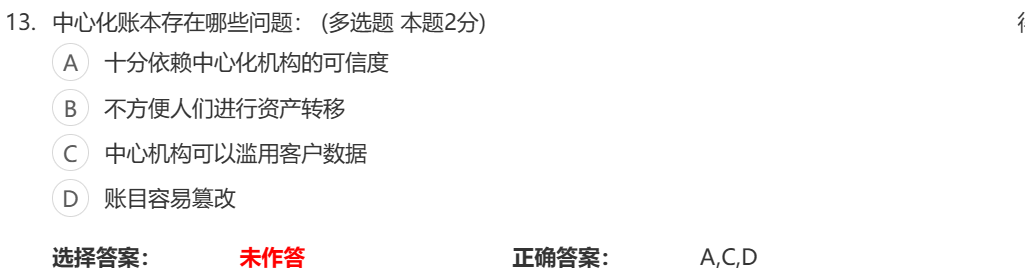 13. 中心化账本存在哪些问题： (多选题 本题2分)
A 十分依赖中心化机构的可信度
B 不方便人们进行资产转移
C 中心机构可以滥用客户数据
D 账目容易篡改
选择答案： 未作答 正确答案： A,C,D